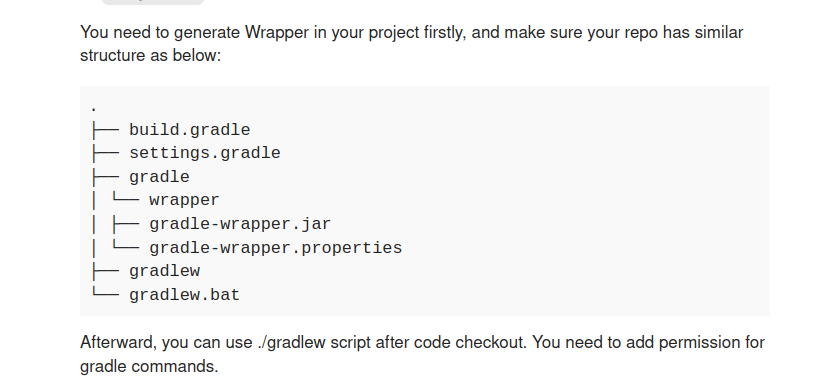 You need to generate Wrapper in your project firstly, and make sure your repo has similar
structure as below:
.
├── build.gradle
├── settings.gradle
├── gradle
│ └── wrapper
│ ├── gradle-wrapper.jar
│ └── gradle-wrapper.properties
├── gradlew
└── gradlew.bat
Afterward, you can use ./gradlew script after code checkout. You need to add permission for
gradle commands.